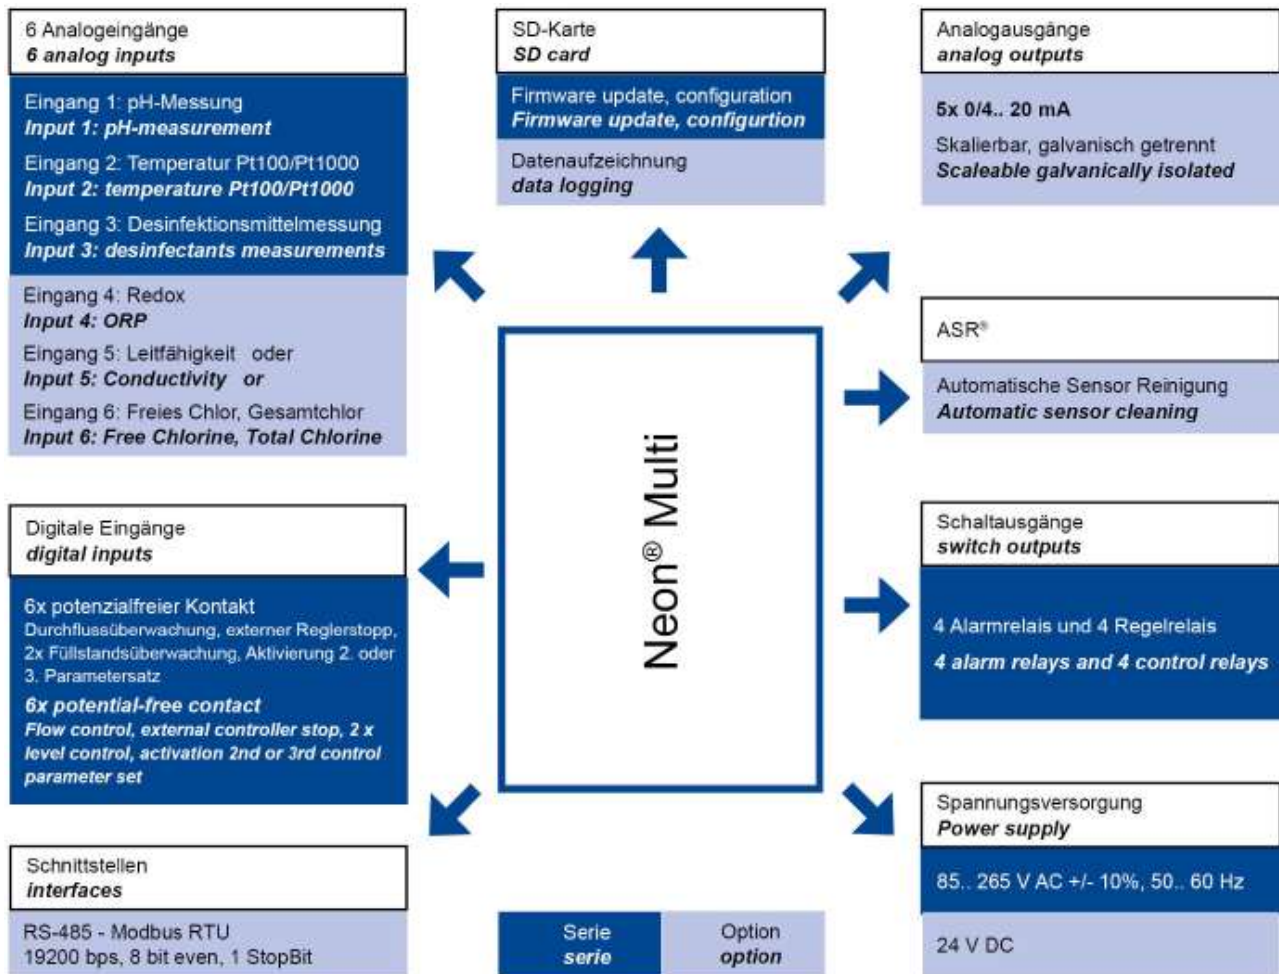 6 Analogeingänge
6 analog inputs
Eingang 1: pH-Messung
Input 1: pH-measurement
Eingang 2: Temperatur Pt100/Pt1000
Input 2: temperature Pt100/Pt1000
Eingang 3: Desinfektionsmittelmessung
Input 3: desinfectants measurements
Eingang 4: Redox
Input 4: ORP
Eingang 5: Leitfähigkeit oder
Input 5: Conductivity or
Eingang 6: Freies Chlor, Gesamtchlor
Input 6: Free Chlorine, Total Chlorine
Digitale Eingänge
digital inputs
6x potenzialfreier Kontakt
Durchflussüberwachung, externer Reglerstopp,
2x Füllstandsüberwachung, Aktivierung 2. oder
3. Parametersatz
6x potential-free contact
Flow control, external controller stop, 2 x
level control, activation 2nd or 3rd control
parameter set
Schnittstellen
interfaces
RS-485 - Modbus RTU
19200 bps, 8 bit even, 1 StopBit
SD-Karte
SD card
Firmware update, configuration
Firmware update, configurtion
Datenaufzeichnung
data logging
Neon® Multi
Serie
serie
Option
option
Analogausgänge
analog outputs
5x 0/4.. 20 mA
Skalierbar, galvanisch getrennt
Scaleable galvanically isolated
ASR®
Automatische Sensor Reinigung
Automatic sensor cleaning
Schaltausgänge
switch outputs
4 Alarmrelais und 4 Regelrelais
4 alarm relays and 4 control relays
Spannungsversorgung
Power supply
85.. 265 V AC +/- 10%, 50.. 60 Hz
24 V DC